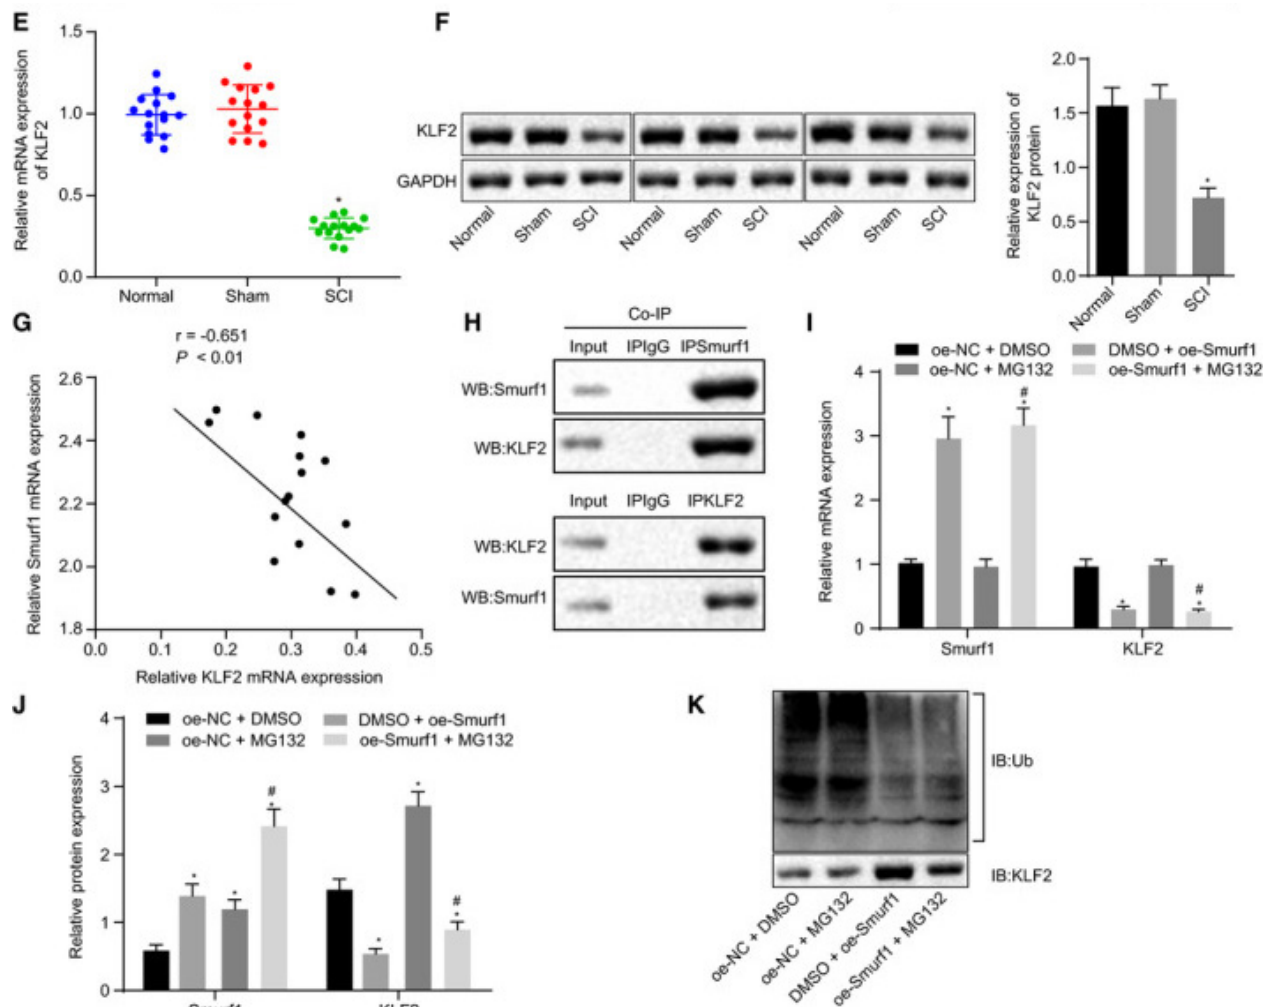 E
Relative mRNA expression
of KLF2
1.5
1.0
0.5
0.0
*
Normal Sham SCI
F
KLF2
GAPDH
Normal Sham SCI Normal Sham SCI Normal Sham SCI
Relative expression of
KLF2 protein
2.0
1.5
1.0
0.5
0.0
*
Normal Sham SCI
G
r = -0.651
P < 0.01
Relative Smurf1 mRNA expression
2.6
2.4
2.2
2.0
1.8
0.0 0.1 0.2 0.3 0.4 0.5
Relative KLF2 mRNA expression
H
Co-IP
Input IPIgG IPSmurf1
WB:Smurf1
WB:KLF2
Input IPIgG IPKLF2
WB:KLF2
WB:Smurf1
I
oe-NC + DMSO DMSO + oe-Smurf1
oe-NC + MG132 oe-Smurf1 + MG132
Relative mRNA expression
4
3
2
1
0
* # * * # *
Smurf1 KLF2
J
oe-NC + DMSO DMSO + oe-Smurf1
oe-NC + MG132 oe-Smurf1 + MG132
Relative protein expression
4
3
2
1
0
* * # * * * # *
K
IB:Ub
IB:KLF2
oe-NC + DMSO
oe-NC + MG132
DMSO + oe-Smurf1
oe-Smurf1 + MG132